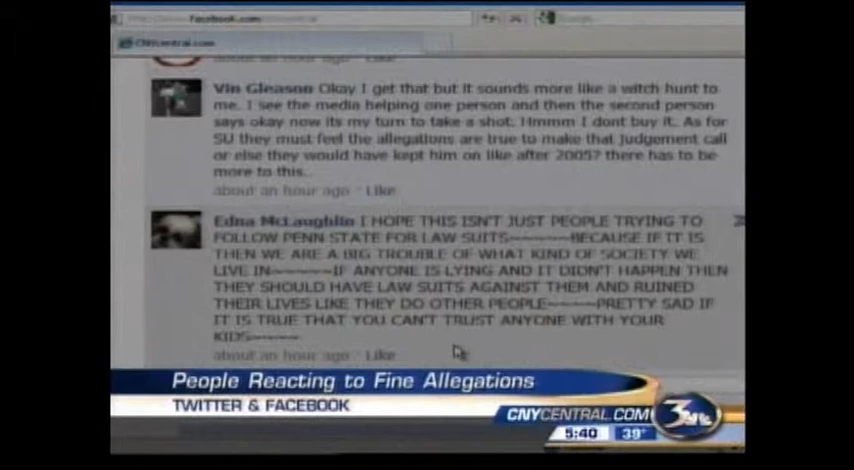 Facebook.com
CNYcentral.com
about an hour ago · Like
Vin Gleason Okay I get that but it sounds more like a witch hunt to
me. I see the media helping one person and then the second person
says okay now its my turn to take a shot. Hmmm I dont buy it. As for
SU they must feel the allegations are true to make that judgement call
or else they would have kept him on like after 2005? there has to be
more to this..
about an hour ago · Like
Edna McLaughlin I HOPE THIS ISN'T JUST PEOPLE TRYING TO
FOLLOW PENN STATE FOR LAW SUITS~~~~~BECAUSE IF IT IS
THEN WE ARE A BIG TROUBLE OF WHAT KIND OF SOCIETY WE
LIVE IN~~~~~IF ANYONE IS LYING AND IT DIDN'T HAPPEN THEN
THEY SHOULD HAVE LAW SUITS AGAINST THEM AND RUINED
THEIR LIVES LIKE THEY DO OTHER PEOPLE~~~~PRETTY SAD IF
IT IS TRUE THAT YOU CAN'T TRUST ANYONE WITH YOUR
KIDS~~~~
about an hour ago · Like
People Reacting to Fine Allegations
TWITTER & FACEBOOK
CNYCENTRAL.COM
3
5:40 39°